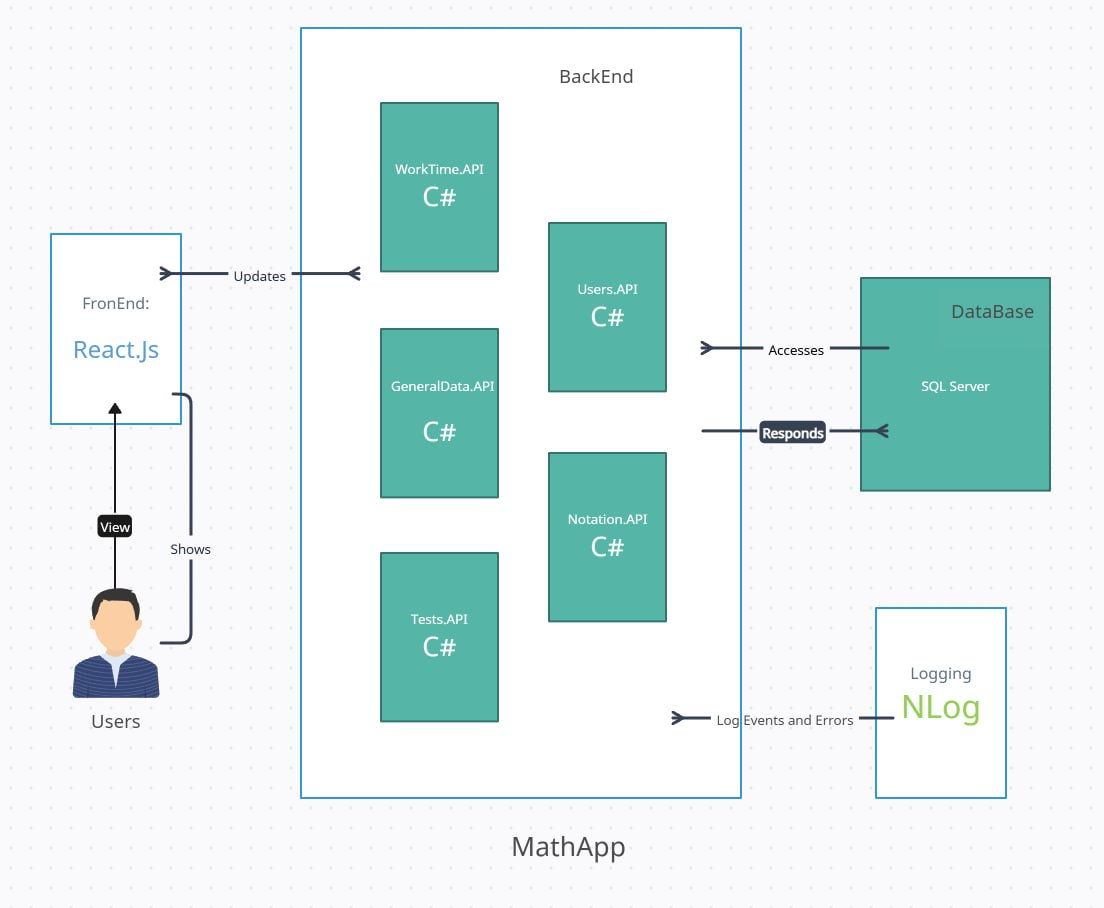 BackEnd
WorkTime.API
C#
Users.API
C#
FronEnd:
React.Js
Updates
GeneralData.API
C#
DataBase
SQL Server
Accesses
Responds
View
Shows
Users
Notation.API
C#
Tests.API
C#
Logging
NLog
Log Events and Errors
MathApp